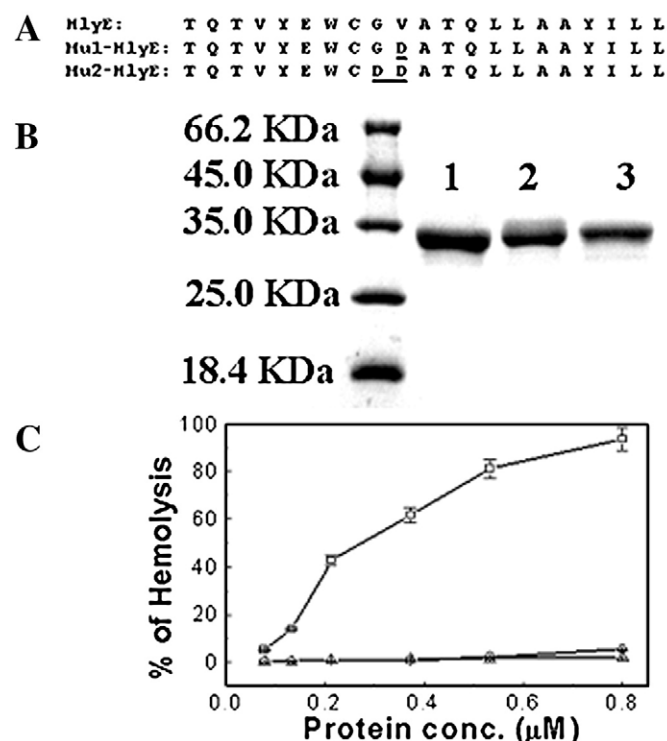 A
HlyE: T Q T V Y E W C G V A T Q L L A A Y I L L
Mu1-HlyE: T Q T V Y E W C G D A T Q L L A A Y I L L
Mu2-HlyE: T Q T V Y E W C D D A T Q L L A A Y I L L
B
66.2 KDa
45.0 KDa
35.0 KDa
25.0 KDa
18.4 KDa
1 2 3
C
% of Hemolysis
100
80
60
40
20
0
0.0 0.2 0.4 0.6 0.8
Protein conc. (µM)